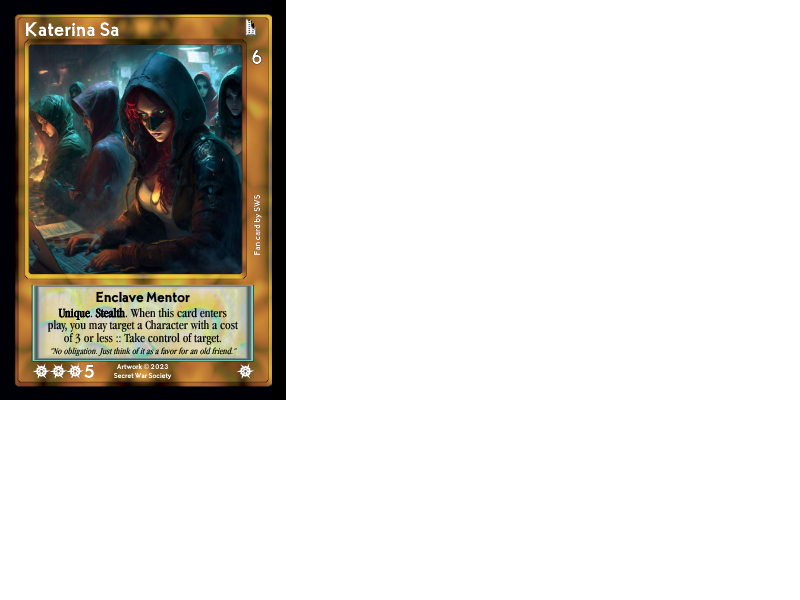 Katerina Sa
6
Fan card by SWS
Enclave Mentor
Unique. Stealth. When this card enters
play, you may target a Character with a cost
of 3 or less :: Take control of target.
"No obligation. Just think of it as a favor for an old friend."
5
Artwork © 2023
Secret War Society